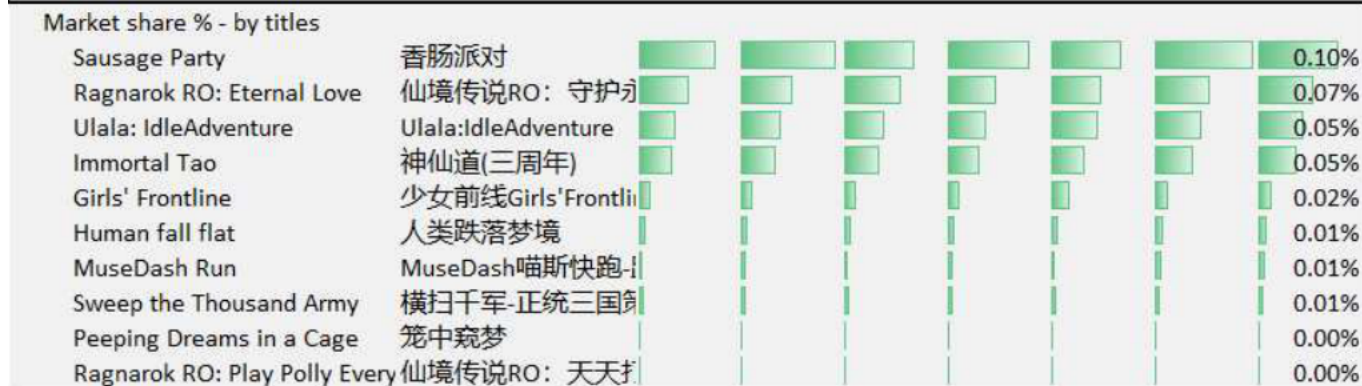 Market share % - by titles
Sausage Party 香肠派对 0.10%
Ragnarok RO: Eternal Love 仙境传说RO：守护永 0.07%
Ulala: IdleAdventure Ulala:IdleAdventure 0.05%
Immortal Tao 神仙道(三周年) 0.05%
Girls' Frontline 少女前线Girls'Frontli 0.02%
Human fall flat 人类跌落梦境 0.01%
MuseDash Run MuseDash喵斯快跑- 0.01%
Sweep the Thousand Army 横扫千军-正统三国策 0.01%
Peeping Dreams in a Cage 笼中窥梦 0.00%
Ragnarok RO: Play Polly Every 仙境传说RO：天天打 0.00%